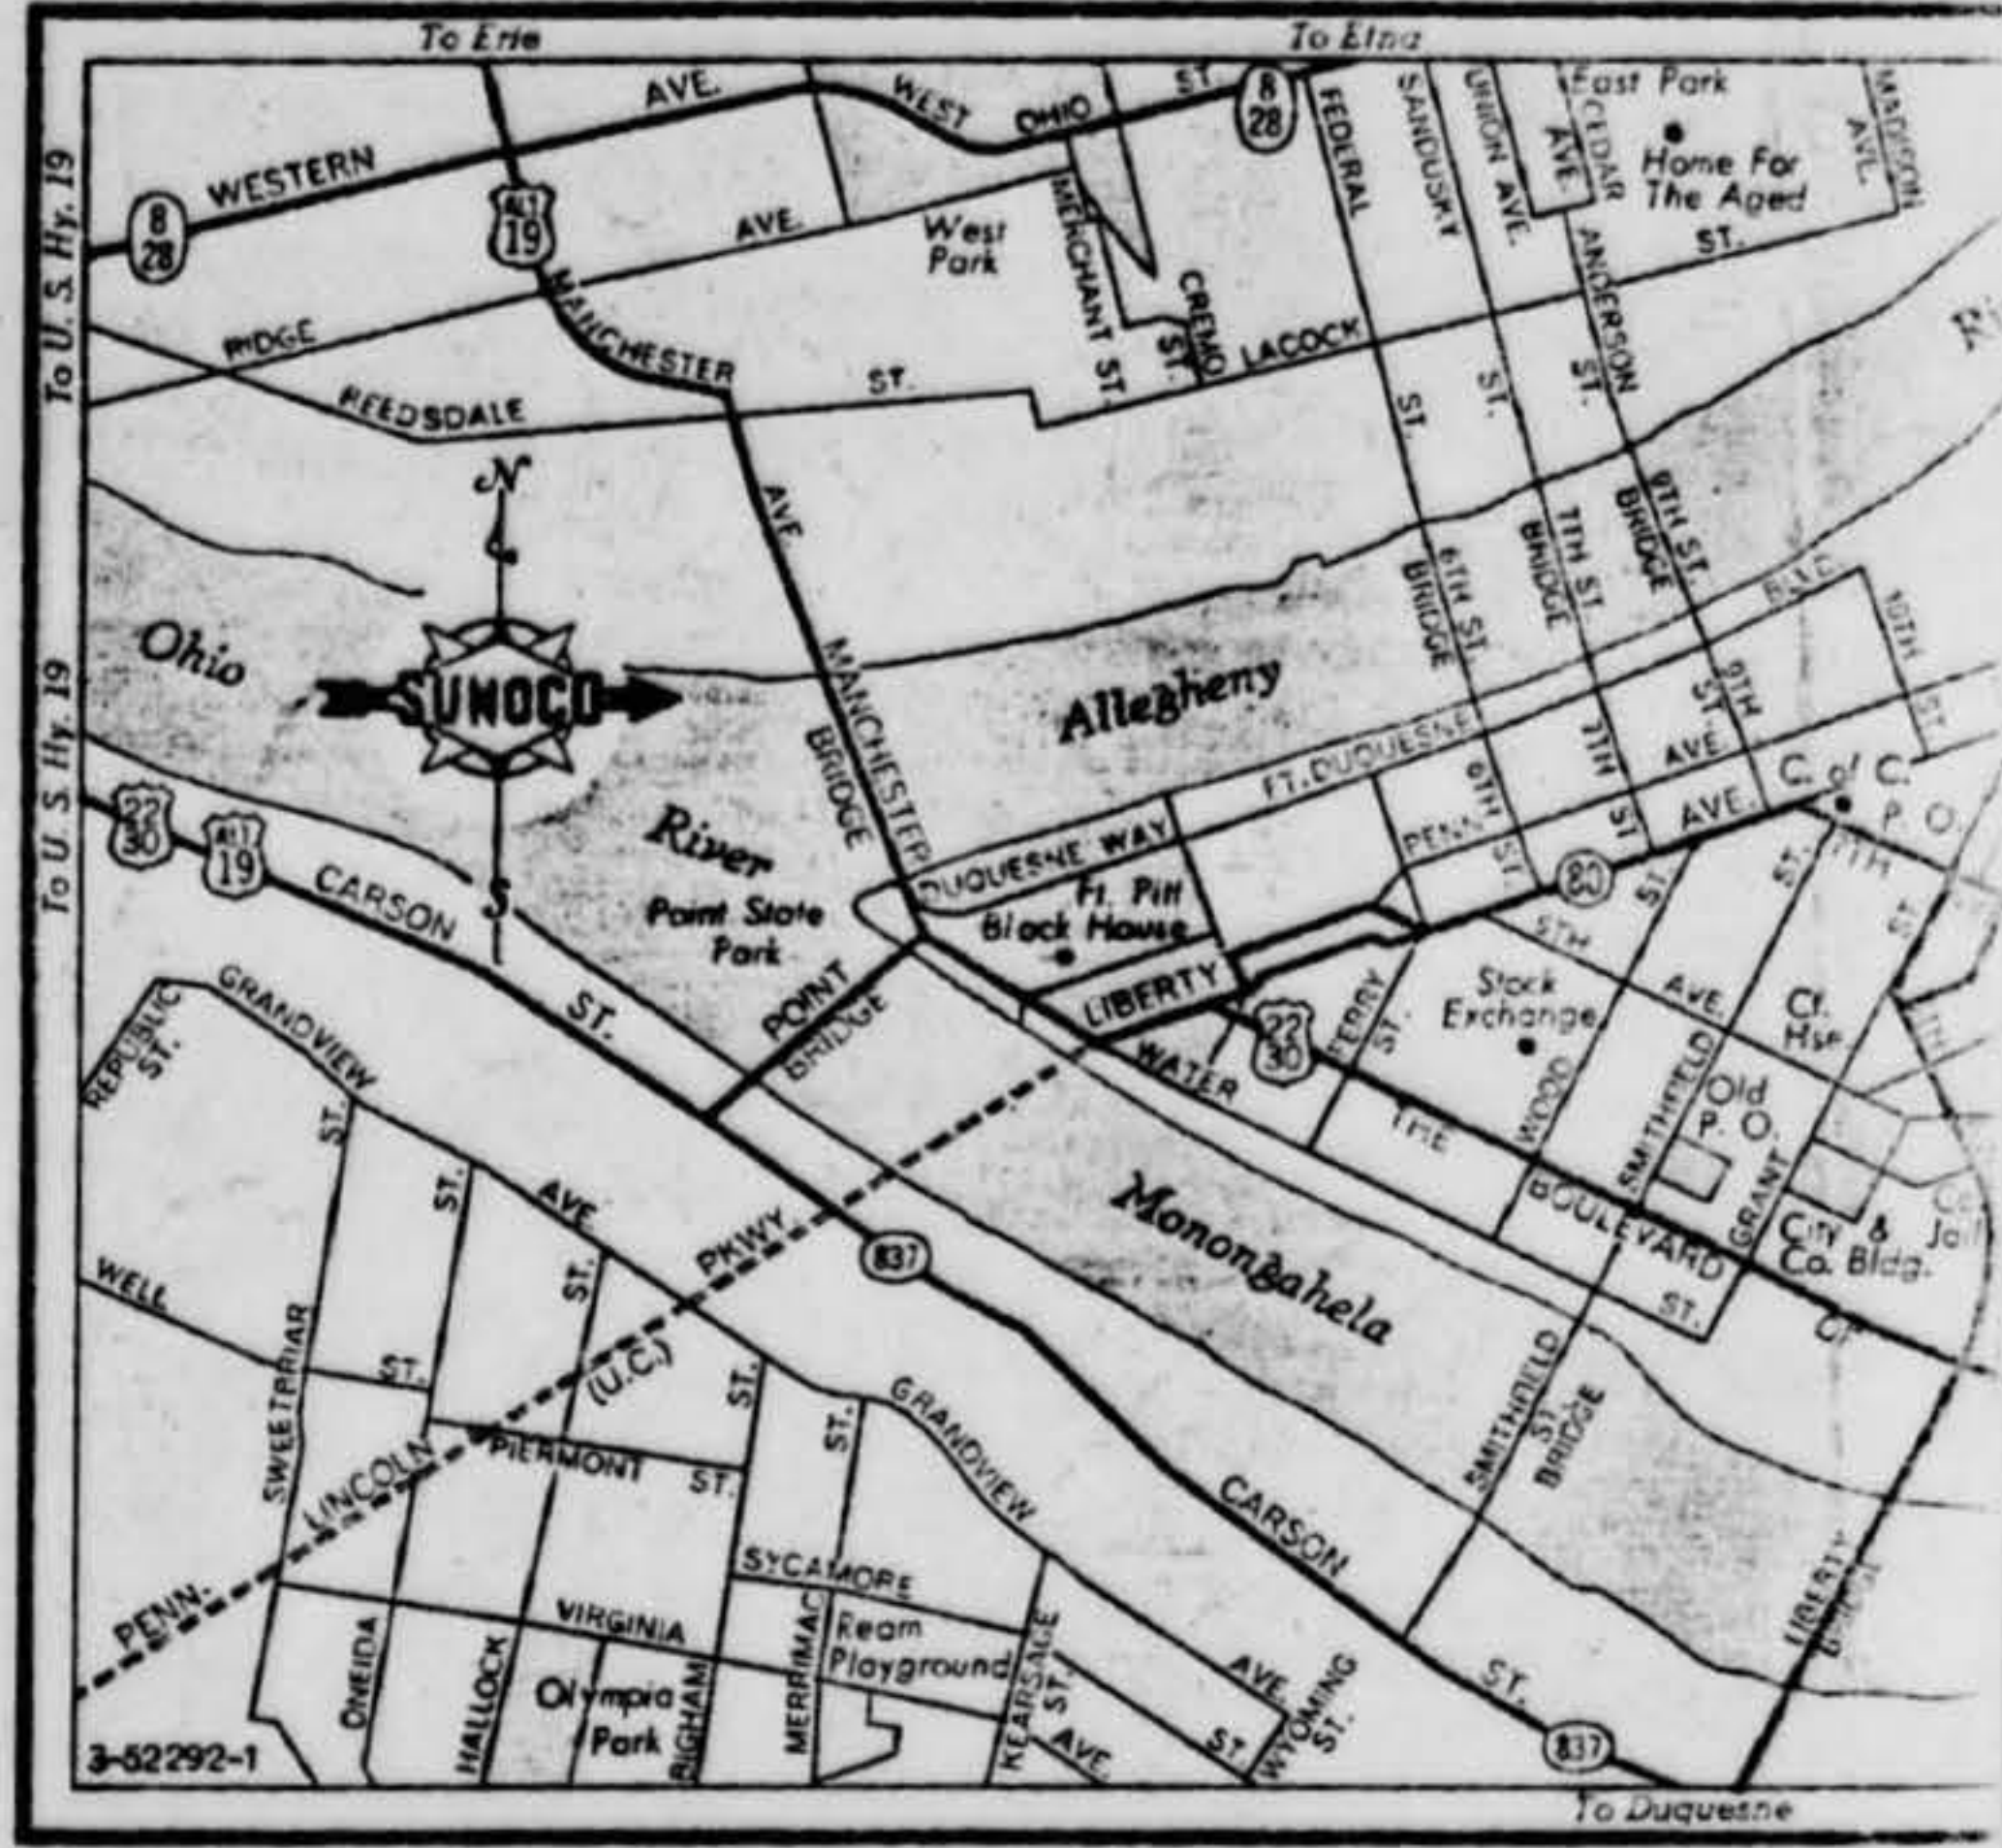 To Erie
To Etna
To U. S. Hy. 19
To U. S. Hy. 19
WESTERN
AVE.
WEST
OHIO
ST.
8
28
8
28
ALT
19
FEDERAL
ST.
SANDUSKY
ST.
UNION AVE.
CEDAR
AVE.
East Park
Home For
The Aged
MADISON
AVE.
ANDERSON
ST.
RIDGE
AVE.
West
Park
MERCHANT ST.
CREMO
ST.
LACOCK
ST.
MANCHESTER
AVE.
REEDSDALE
ST.
N
SUNOCO
S
Ohio
River
Allegheny
MANCHESTER
BRIDGE
6TH ST.
BRIDGE
7TH ST.
BRIDGE
9TH ST.
BRIDGE
FT. DUQUESNE
BLVD.
10TH
ST.
DUQUESNE WAY
6TH
ST.
7TH
ST
9TH
ST.
PENN
AVE.
C. of C.
P. O.
7TH
80
AVE.
LIBERTY
Ft. Pitt
Block House
Point State
Park
POINT
BRIDGE
22
30
ALT
19
CARSON
ST.
22
30
FERRY
ST.
WATER
ST.
5TH
AVE.
Stock
Exchange
WOOD
ST.
SMITHFIELD
ST.
GRANT
ST.
Ct.
Hse.
Old
P. O.
City &
Co. Bldg.
Jail
THE
BOULEVARD
OF
REPUBLIC
ST.
GRANDVIEW
AVE.
WELL
ST.
SWEETBRIAR
ST.
ONEIDA
ST.
HALLOCK
ST.
BIGHAM
ST.
MERRIMAC
ST.
PENN.
LINCOLN
PKWY
(U.C.)
PIERMONT
ST.
837
Monongahela
SMITHFIELD
ST
BRIDGE
LIBERTY
BRIDGE
GRANDVIEW
AVE.
CARSON
ST.
837
SYCAMORE
ST.
VIRGINIA
AVE.
Ream
Playground
Olympia
Park
KEARSAGE
ST.
WYOMING
ST.
3-52292-1
To Duquesne